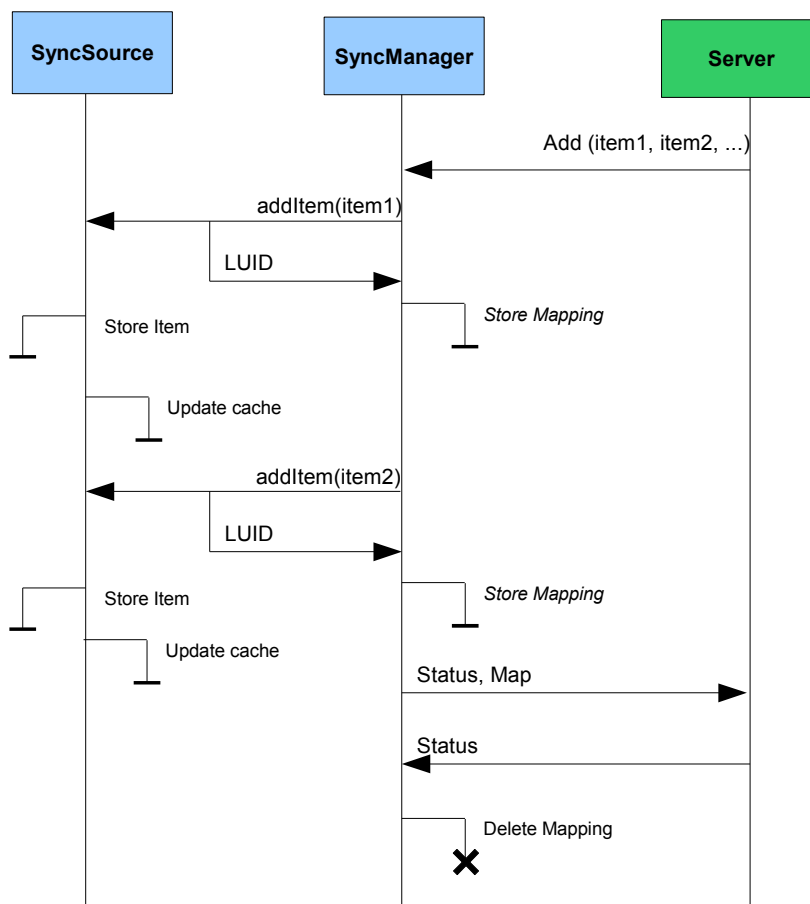 SyncSource
SyncManager
Server
Add (item1, item2, ...)
addItem(item1)
LUID
Store Mapping
Store Item
Update cache
addItem(item2)
LUID
Store Mapping
Store Item
Update cache
Status, Map
Status
Delete Mapping